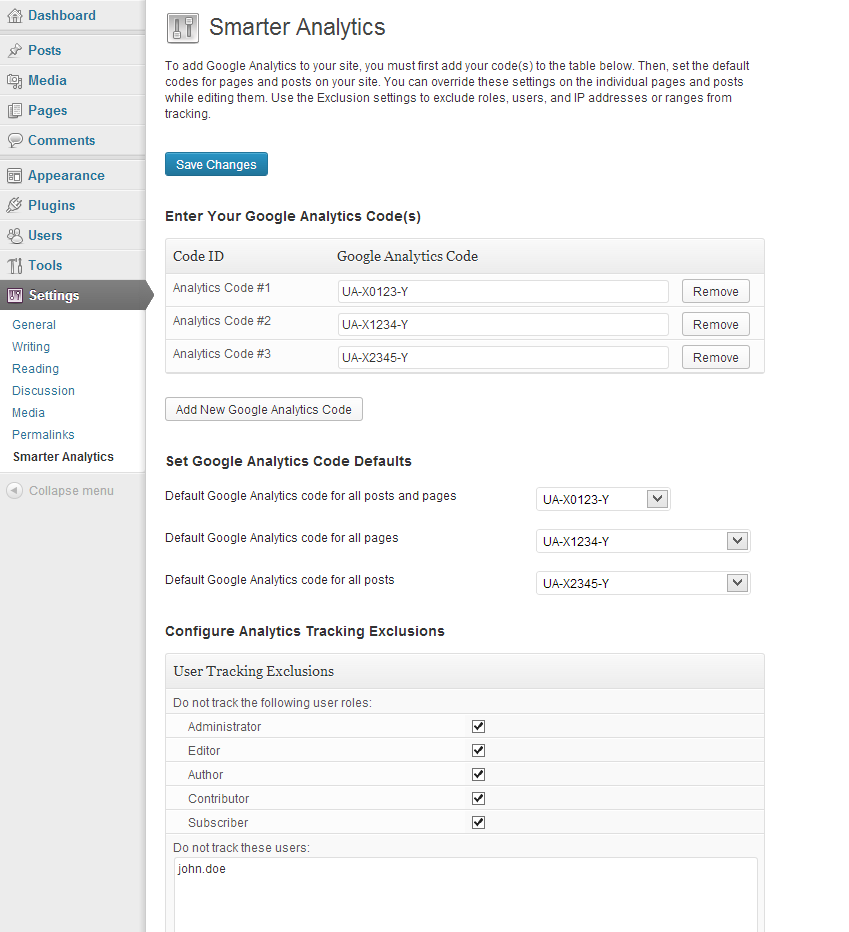 Dashboard
Posts
Media
Pages
Comments
Appearance
Plugins
Users
Tools
Settings
General
Writing
Reading
Discussion
Media
Permalinks
Smarter Analytics
Collapse menu
Smarter Analytics
To add Google Analytics to your site, you must first add your code(s) to the table below. Then, set the default
codes for pages and posts on your site. You can override these settings on the individual pages and posts
while editing them. Use the Exclusion settings to exclude roles, users, and IP addresses or ranges from
tracking.
Save Changes
Enter Your Google Analytics Code(s)
Code ID Google Analytics Code
Analytics Code #1 UA-X0123-Y Remove
Analytics Code #2 UA-X1234-Y Remove
Analytics Code #3 UA-X2345-Y Remove
Add New Google Analytics Code
Set Google Analytics Code Defaults
Default Google Analytics code for all posts and pages UA-X0123-Y
Default Google Analytics code for all pages UA-X1234-Y
Default Google Analytics code for all posts UA-X2345-Y
Configure Analytics Tracking Exclusions
User Tracking Exclusions
Do not track the following user roles:
Administrator
Editor
Author
Contributor
Subscriber
Do not track these users:
john.doe